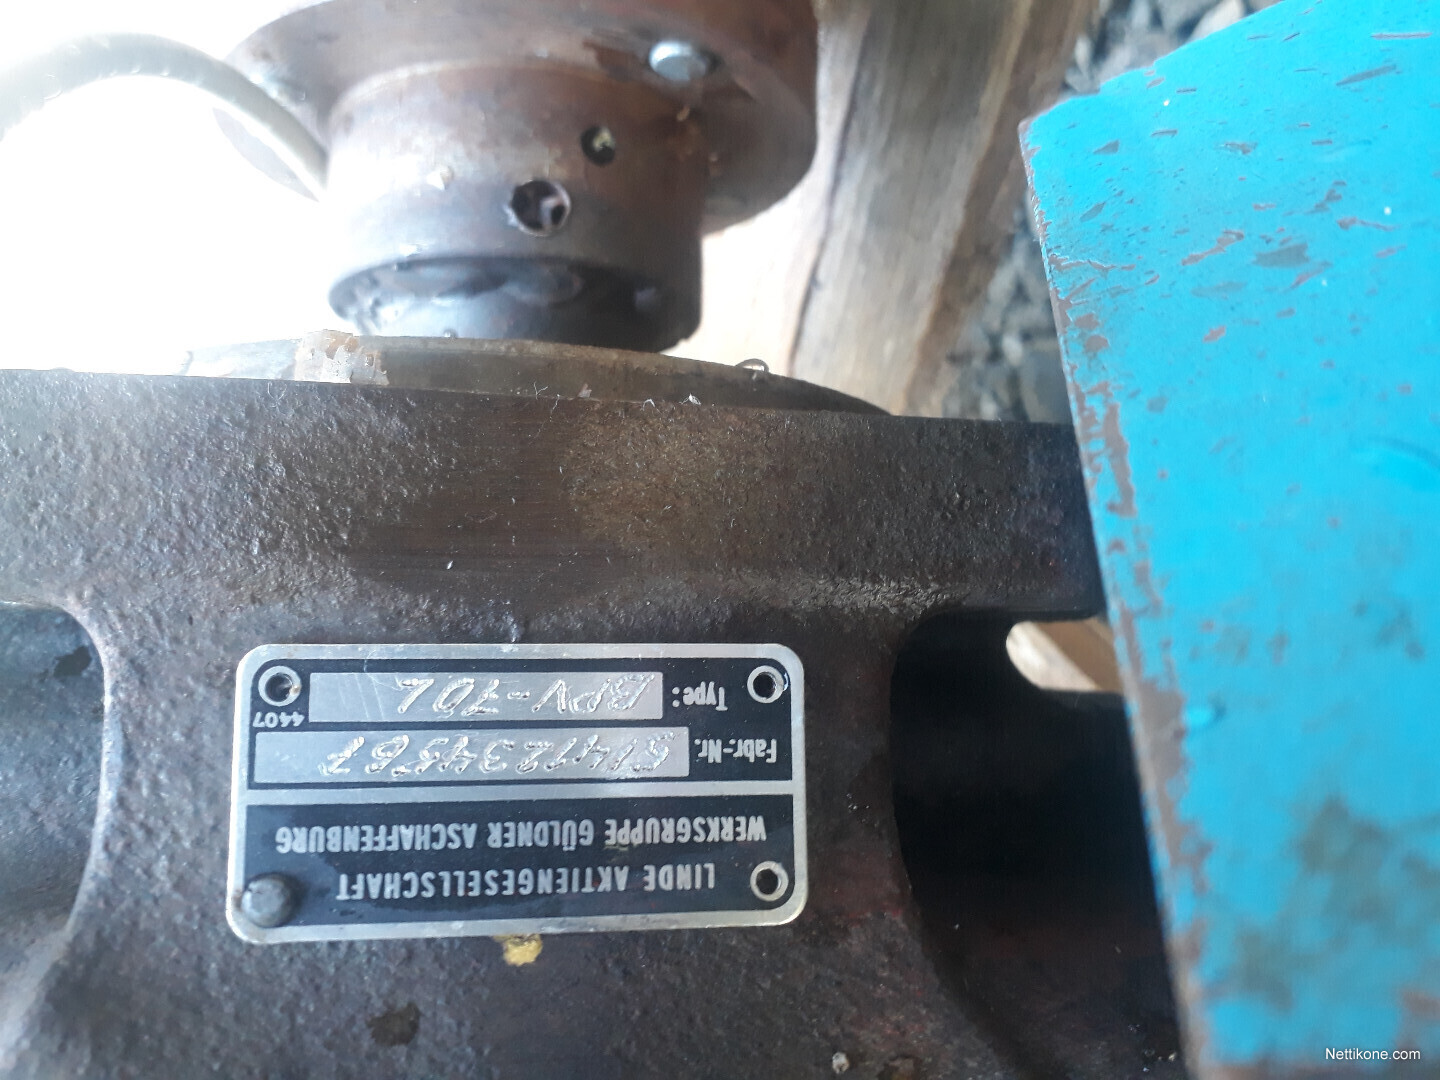 LINDE AKTIENGESELLSCHAFT
WERKSGRUPPE GÜLDNER ASCHAFFENBURG
Fabr.-Nr.
4407
Type: BPV-70L
Nettikone.com